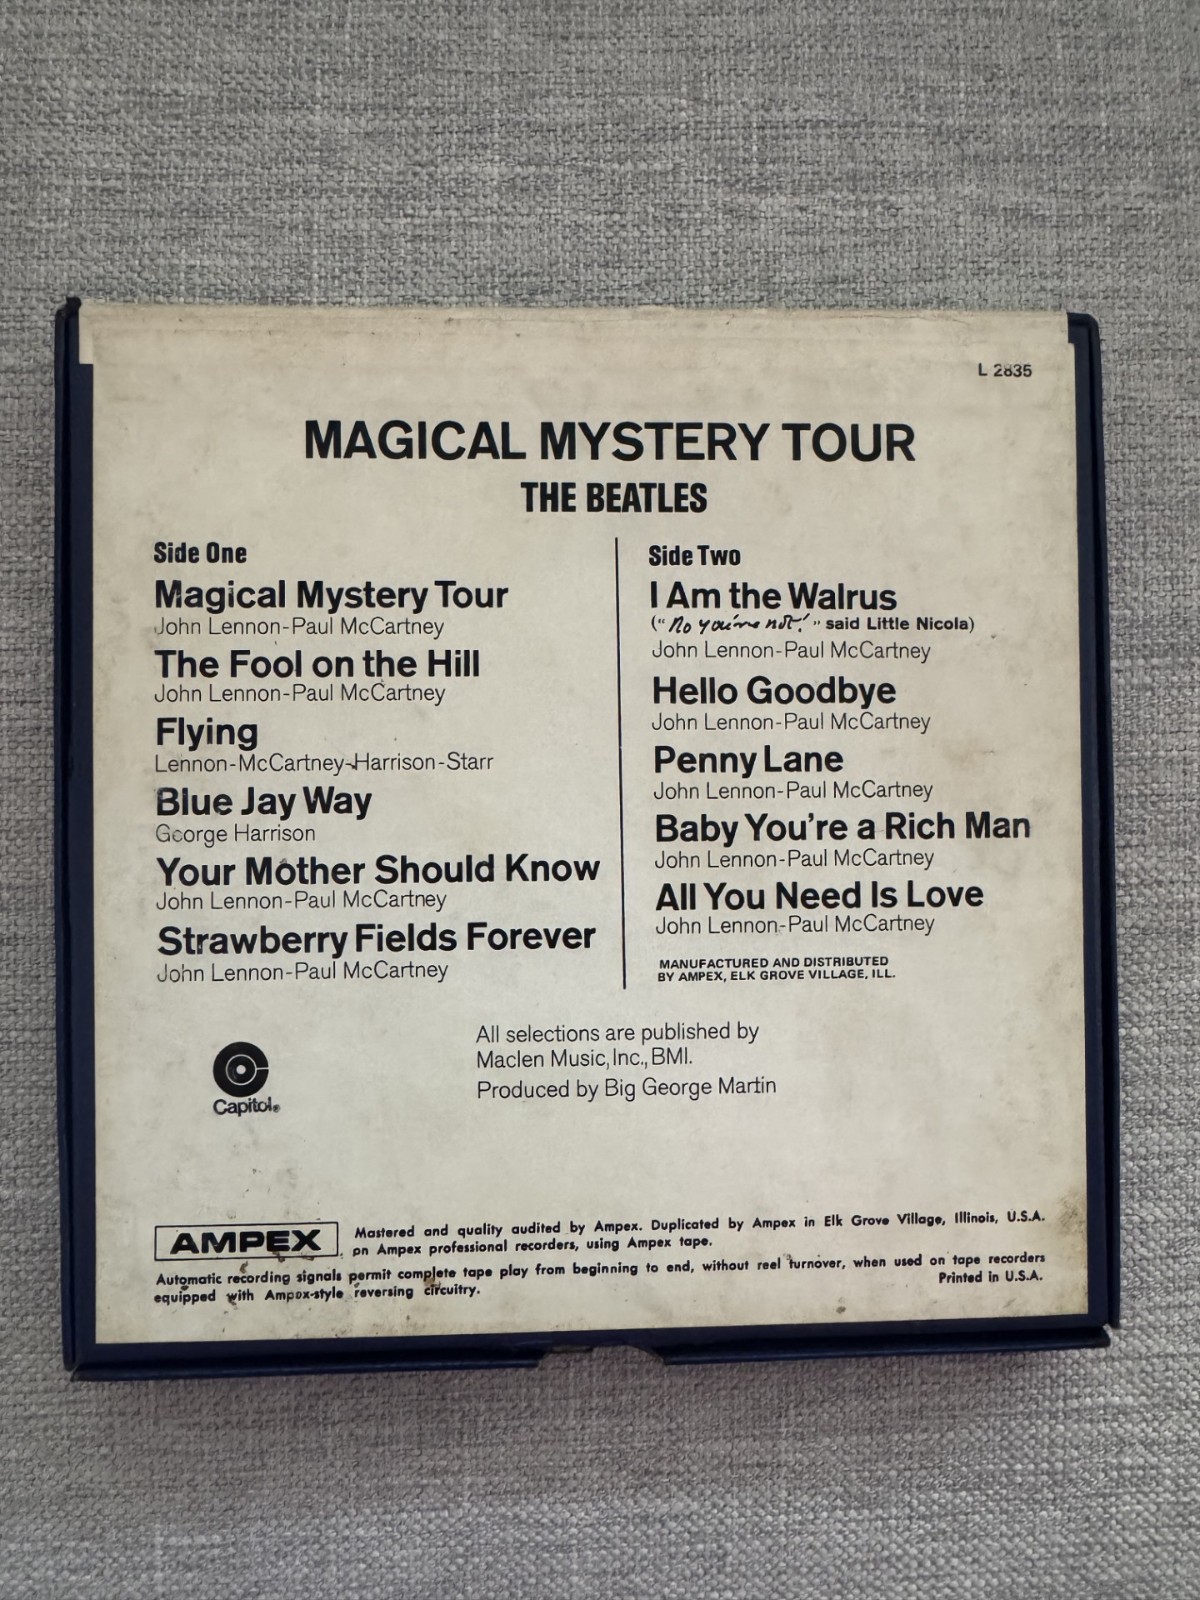 L 2835
MAGICAL MYSTERY TOUR
THE BEATLES
Side One
Magical Mystery Tour
John Lennon-Paul McCartney
The Fool on the Hill
John Lennon-Paul McCartney
Flying
Lennon-McCartney-Harrison-Starr
Blue Jay Way
George Harrison
Your Mother Should Know
John Lennon-Paul McCartney
Strawberry Fields Forever
John Lennon-Paul McCartney
Side Two
I Am the Walrus
("No you're not!" said Little Nicola)
John Lennon-Paul McCartney
Hello Goodbye
John Lennon-Paul McCartney
Penny Lane
John Lennon-Paul McCartney
Baby You're a Rich Man
John Lennon-Paul McCartney
All You Need Is Love
John Lennon-Paul McCartney
MANUFACTURED AND DISTRIBUTED
BY AMPEX, ELK GROVE VILLAGE, ILL.
All selections are published by
Maclen Music, Inc., BMI.
Produced by Big George Martin
Capitol®
AMPEX
Mastered and quality audited by Ampex. Duplicated by Ampex in Elk Grove Village, Illinois, U.S.A.
on Ampex professional recorders, using Ampex tape.
Automatic recording signals permit complete tape play from beginning to end, without reel turnover, when used on tape recorders
equipped with Ampex-style reversing circuitry.
Printed in U.S.A.